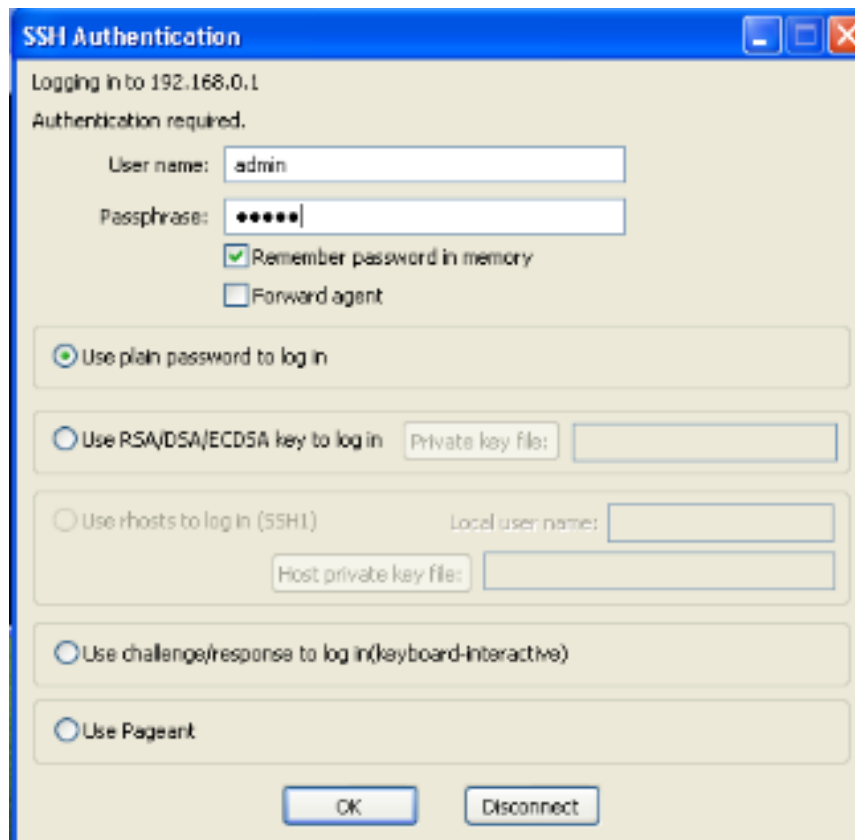 SSH Authentication
Logging in to 192.168.0.1
Authentication required.
User name: admin
Passphrase: ●●●●●
Remember password in memory
Forward agent
Use plain password to log in
Use RSA/DSA/ECDSA key to log in Private key file:
Use rhosts to log in (SSH1) Local user name:
Host private key file:
Use challenge/response to log in(keyboard-interactive)
Use Pageant
OK Disconnect